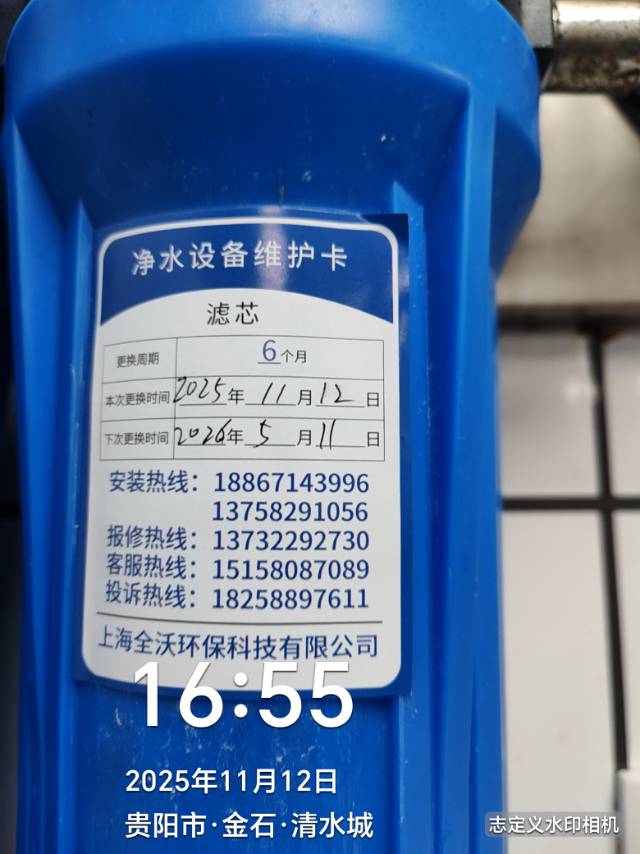 净水设备维护卡
滤芯
更换周期 6个月
本次更换时间 2025年11月12日
下次更换时间 2026年5月11日
安装热线：18867143996
13758291056
报修热线：13732292730
客服热线：15158087089
投诉热线：18258897611
上海全沃环保科技有限公司
16:55
2025年11月12日
贵阳市·金石·清水城
志定义水印相机